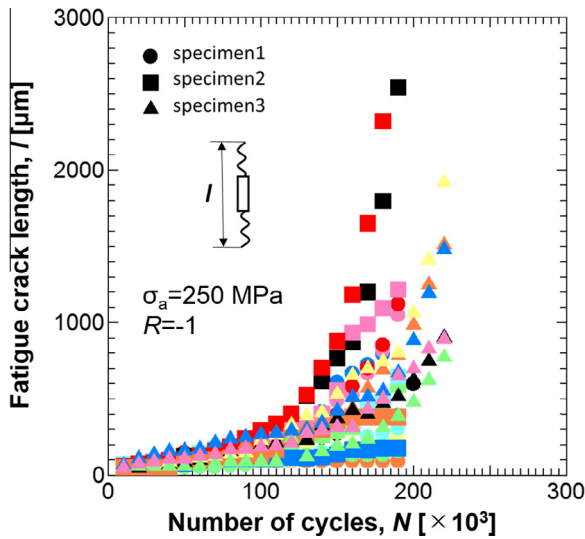 3000
2000
1000
0
Fatigue crack length, l [μm]
specimen1
specimen2
specimen3
l
σa=250 MPa
R=-1
0
100
200
300
Number of cycles, N [×10³]